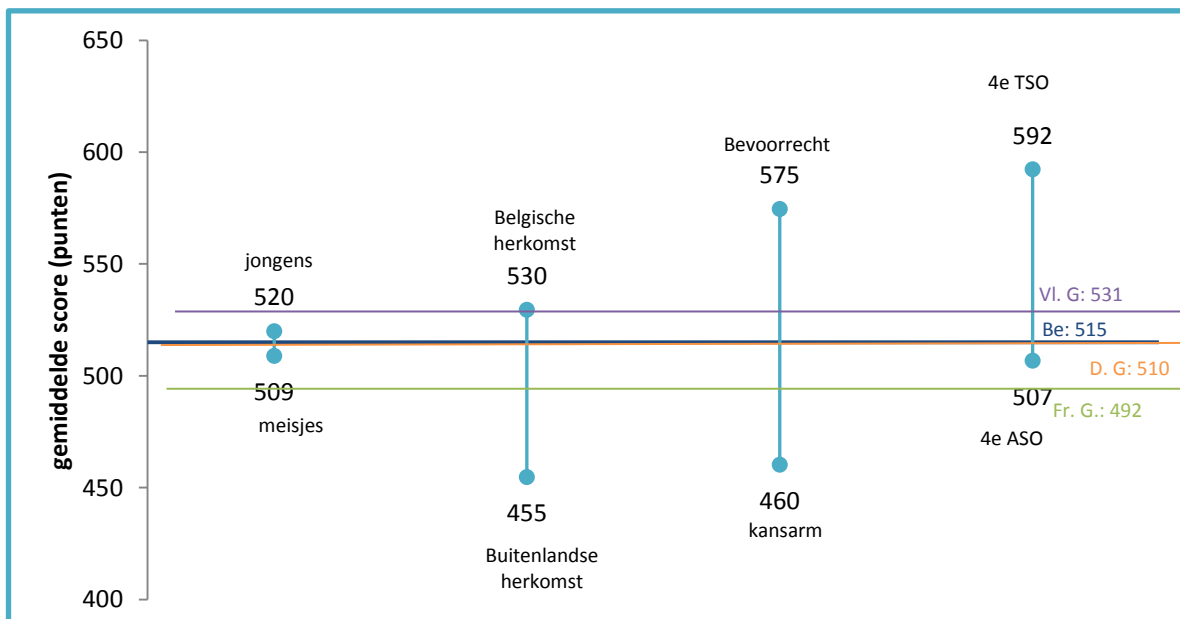 650
600
550
500
450
400
gemiddelde score (punten)
jongens
520
509
meisjes
Belgische
herkomst
530
455
Buitenlandse
herkomst
Bevoorrecht
575
460
kansarm
4e TSO
592
507
4e ASO
Vl. G: 531
Be: 515
D. G: 510
Fr. G.: 492